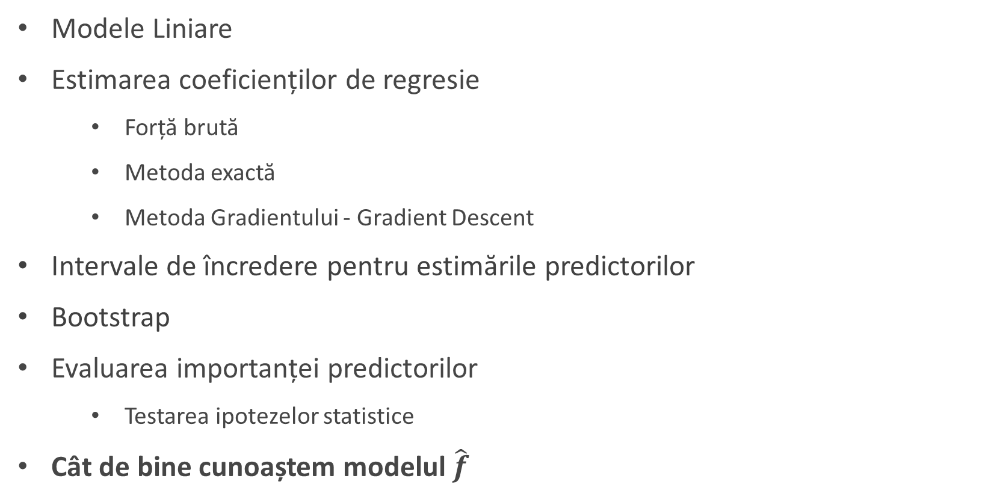 • Modele Liniare
• Estimarea coeficienților de regresie
• Forță brută
• Metoda exactă
• Metoda Gradientului - Gradient Descent
• Intervale de încredere pentru estimările predictorilor
• Bootstrap
• Evaluarea importanței predictorilor
• Testarea ipotezelor statistice
• Cât de bine cunoaștem modelul f̂